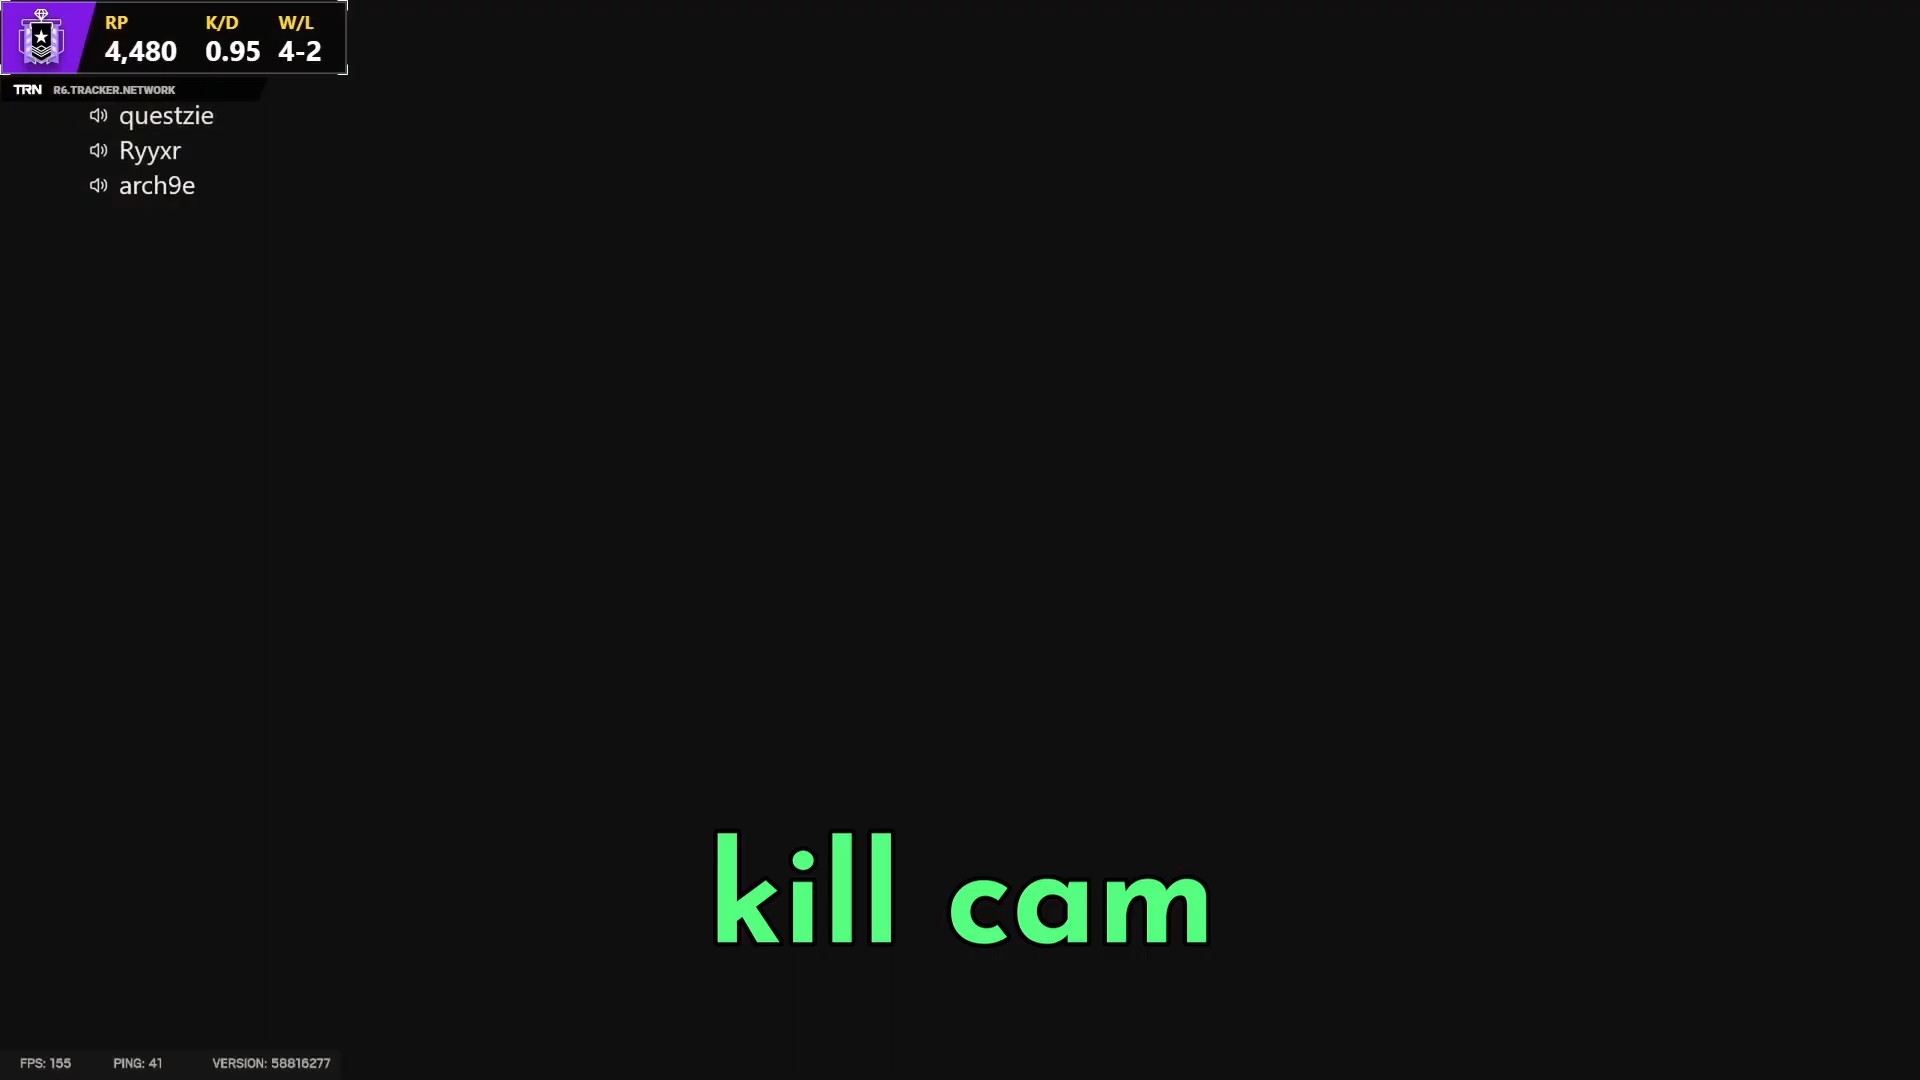 RP K/D W/L
4,480 0.95 4-2
TRN R6.TRACKER.NETWORK
questzie
Ryyxr
arch9e
kill cam
FPS: 155 PING: 41 VERSION: 58816277